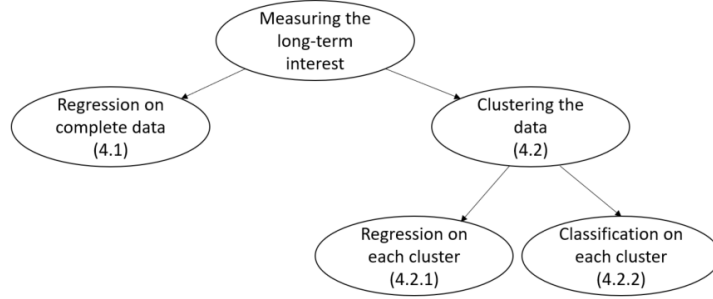 Measuring the
long-term
interest
Regression on
complete data
(4.1)
Clustering the
data
(4.2)
Regression on
each cluster
(4.2.1)
Classification on
each cluster
(4.2.2)